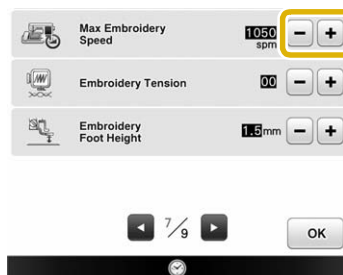 Max Embroidery
Speed
1050
spm
Embroidery Tension
00
Embroidery
Foot Height
1.5mm
7/9
OK